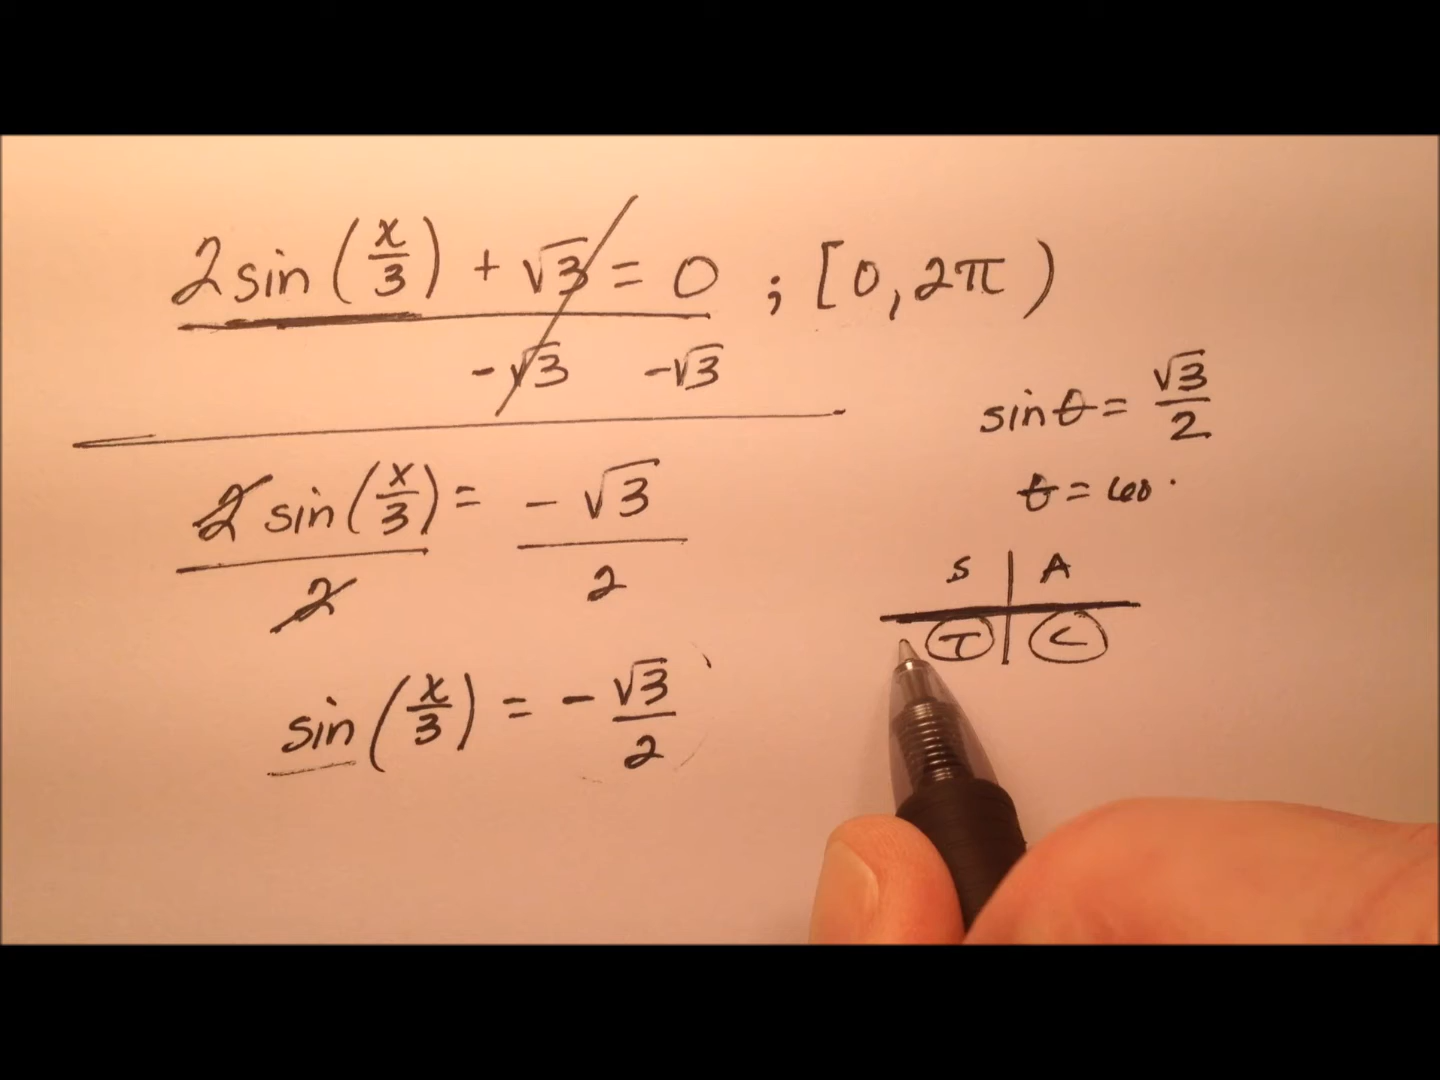 2sin(x/3) + √3 = 0 ; [0, 2π)
-√3 -√3
2sin(x/3) = -√3
2 2
sin(x/3) = -√3/2
sinθ = √3/2
θ = 60°
S A
T C